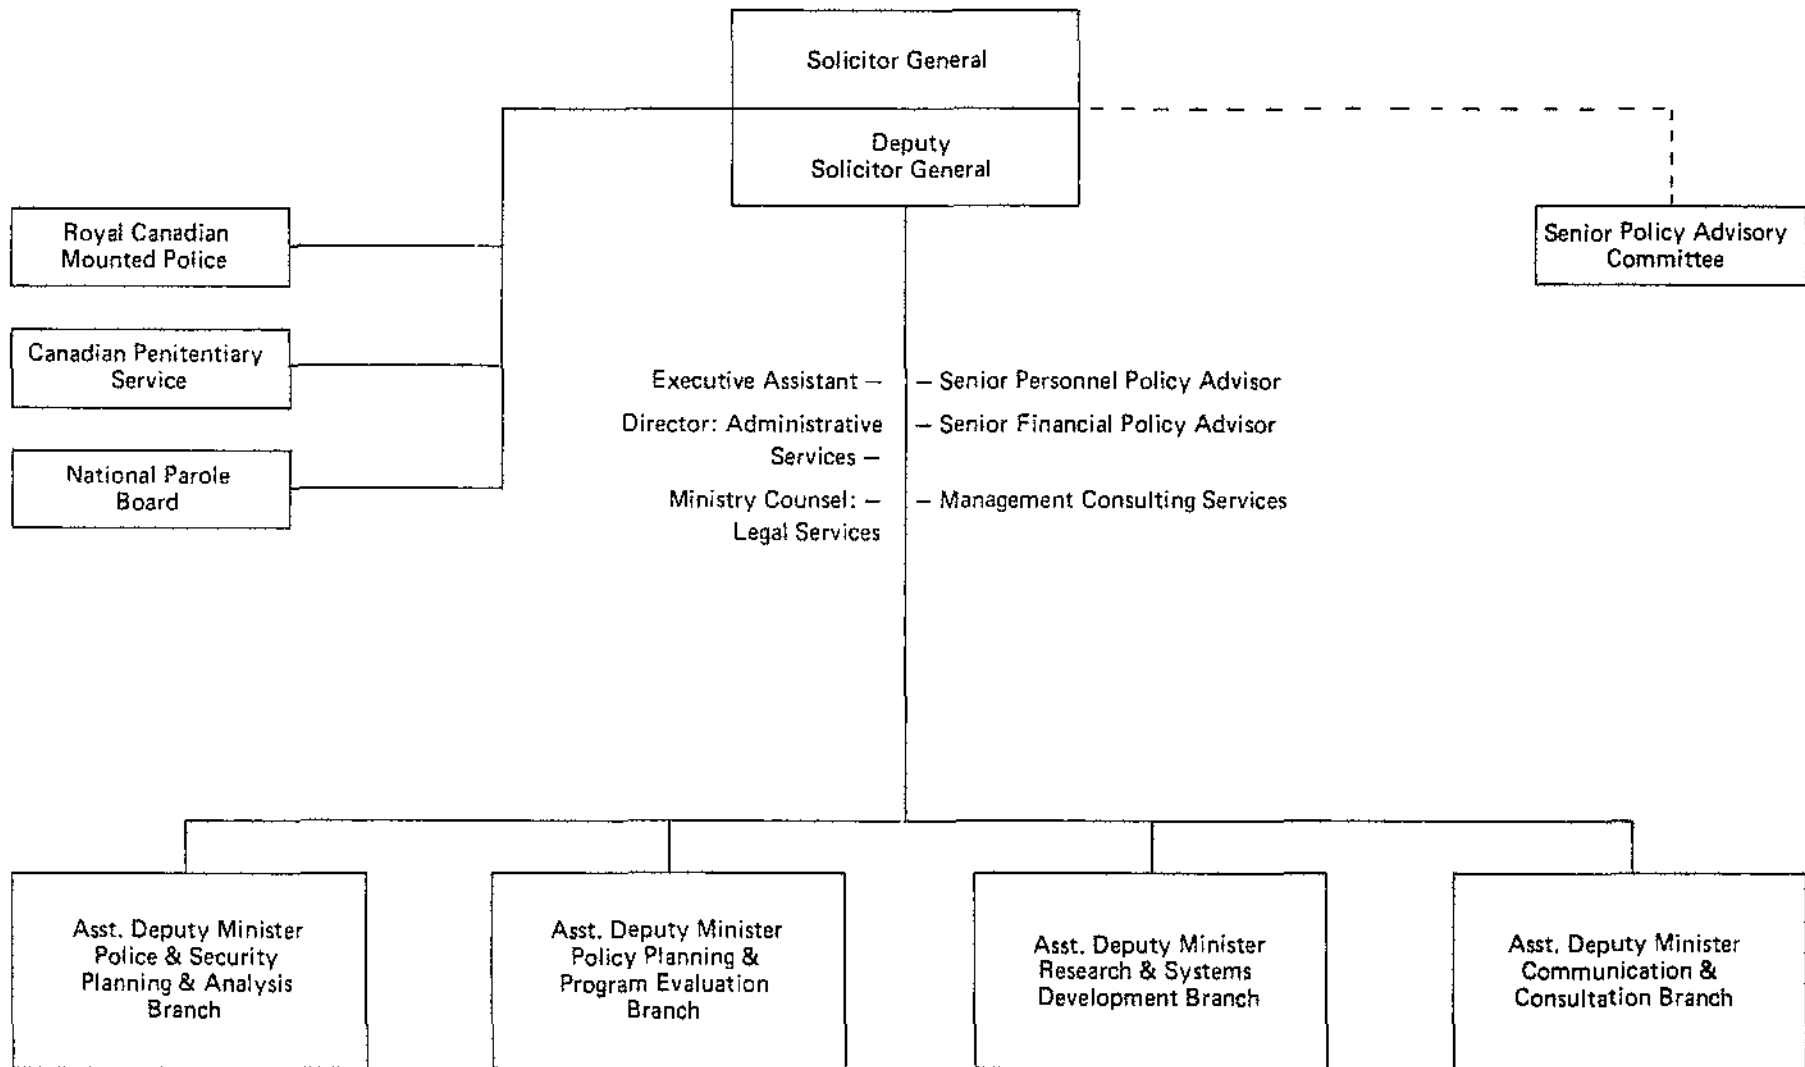 Solicitor General
Deputy
Solicitor General
Royal Canadian
Mounted Police
Senior Policy Advisory
Committee
Canadian Penitentiary
Service
National Parole
Board
Executive Assistant –
– Senior Personnel Policy Advisor
Director: Administrative
– Senior Financial Policy Advisor
Services –
Ministry Counsel: –
– Management Consulting Services
Legal Services
Asst. Deputy Minister
Police & Security
Planning & Analysis
Branch
Asst. Deputy Minister
Policy Planning &
Program Evaluation
Branch
Asst. Deputy Minister
Research & Systems
Development Branch
Asst. Deputy Minister
Communication &
Consultation Branch